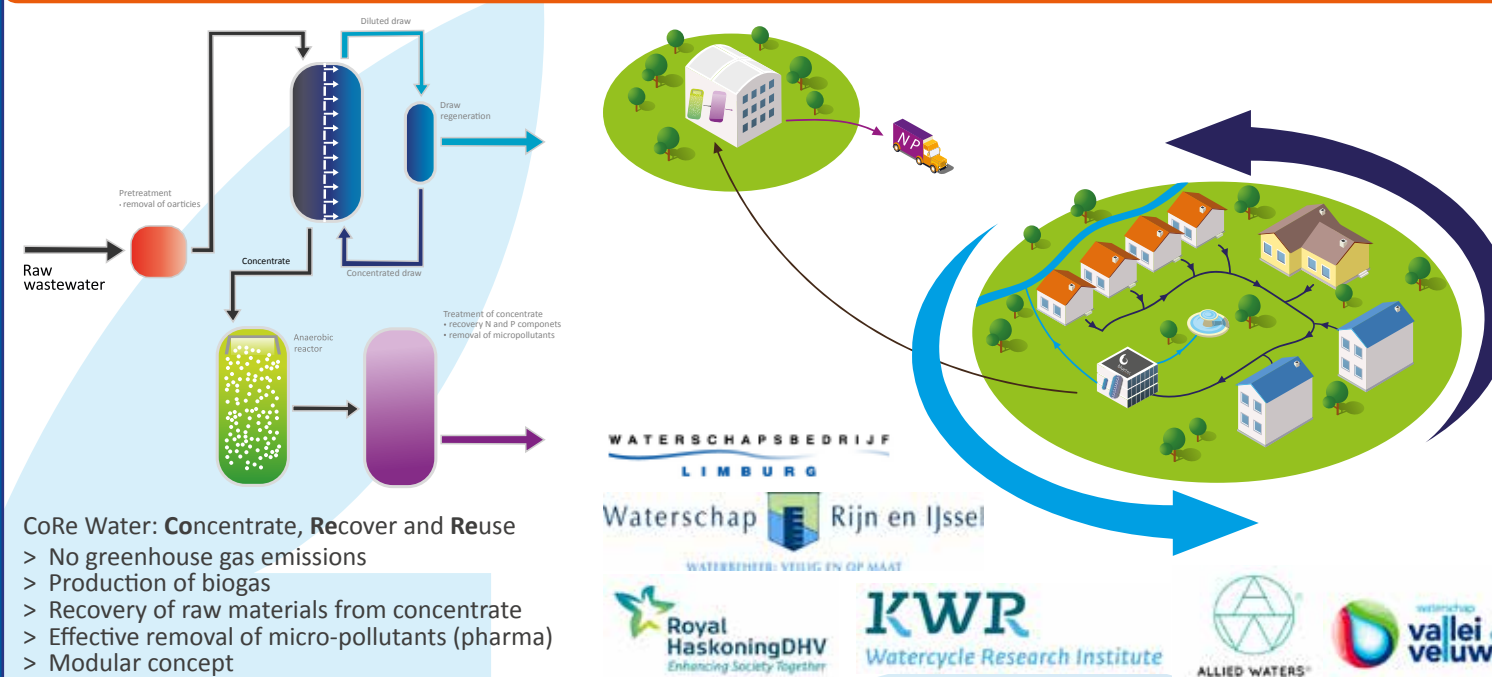 Diluted draw
Draw
regeneration
Pretreatment
• removal of oarticies
Raw
wastewater
Concentrate
Concentrated draw
Anaerobic
reactor
Treatment of concentrate
• recovery N and P componets
• removal of micropollutants
CoRe Water: Concentrate, Recover and Reuse
> No greenhouse gas emissions
> Production of biogas
> Recovery of raw materials from concentrate
> Effective removal of micro-pollutants (pharma)
> Modular concept
NP
WATERSCHAPSBEDRIJF
LIMBURG
Waterschap Rijn en IJssel
WATERBEHEER: VEILIG EN OP MAAT
Royal
HaskoningDHV
Enhancing Society Together
KWR
Watercycle Research Institute
ALLIED WATERS
waterschap
vallei
veluw